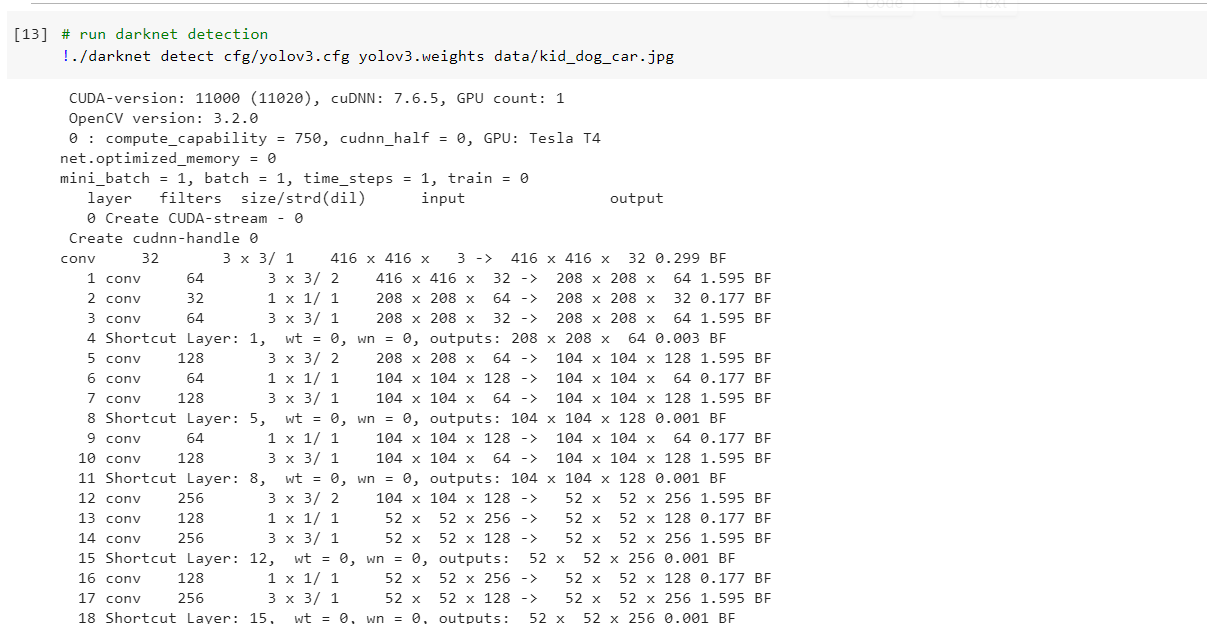 + Code + Text
[13] # run darknet detection
!./darknet detect cfg/yolov3.cfg yolov3.weights data/kid_dog_car.jpg
CUDA-version: 11000 (11020), cuDNN: 7.6.5, GPU count: 1
OpenCV version: 3.2.0
0 : compute_capability = 750, cudnn_half = 0, GPU: Tesla T4
net.optimized_memory = 0
mini_batch = 1, batch = 1, time_steps = 1, train = 0
layer   filters  size/strd(dil)      input                output
0 Create CUDA-stream - 0
Create cudnn-handle 0
conv     32       3 x 3/ 1    416 x 416 x   3 ->  416 x 416 x  32 0.299 BF
1 conv     64       3 x 3/ 2    416 x 416 x  32 ->  208 x 208 x  64 1.595 BF
2 conv     32       1 x 1/ 1    208 x 208 x  64 ->  208 x 208 x  32 0.177 BF
3 conv     64       3 x 3/ 1    208 x 208 x  32 ->  208 x 208 x  64 1.595 BF
4 Shortcut Layer: 1,  wt = 0, wn = 0, outputs: 208 x 208 x  64 0.003 BF
5 conv    128       3 x 3/ 2    208 x 208 x  64 ->  104 x 104 x 128 1.595 BF
6 conv     64       1 x 1/ 1    104 x 104 x 128 ->  104 x 104 x  64 0.177 BF
7 conv    128       3 x 3/ 1    104 x 104 x  64 ->  104 x 104 x 128 1.595 BF
8 Shortcut Layer: 5,  wt = 0, wn = 0, outputs: 104 x 104 x 128 0.001 BF
9 conv     64       1 x 1/ 1    104 x 104 x 128 ->  104 x 104 x  64 0.177 BF
10 conv    128       3 x 3/ 1    104 x 104 x  64 ->  104 x 104 x 128 1.595 BF
11 Shortcut Layer: 8,  wt = 0, wn = 0, outputs: 104 x 104 x 128 0.001 BF
12 conv    256       3 x 3/ 2    104 x 104 x 128 ->   52 x  52 x 256 1.595 BF
13 conv    128       1 x 1/ 1     52 x  52 x 256 ->   52 x  52 x 128 0.177 BF
14 conv    256       3 x 3/ 1     52 x  52 x 128 ->   52 x  52 x 256 1.595 BF
15 Shortcut Layer: 12,  wt = 0, wn = 0, outputs:  52 x  52 x 256 0.001 BF
16 conv    128       1 x 1/ 1     52 x  52 x 256 ->   52 x  52 x 128 0.177 BF
17 conv    256       3 x 3/ 1     52 x  52 x 128 ->   52 x  52 x 256 1.595 BF
18 Shortcut Layer: 15,  wt = 0, wn = 0, outputs:  52 x  52 x 256 0.001 BF